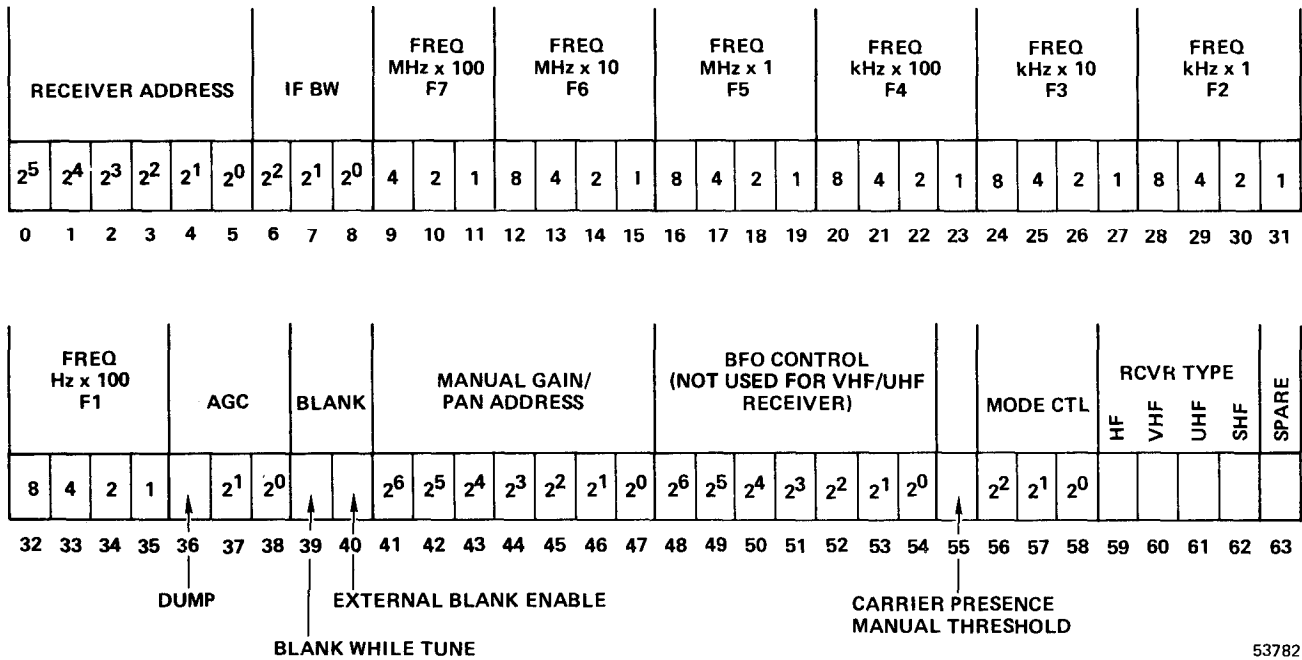 RECEIVER ADDRESS
IF BW
FREQ
MHz x 100
F7
FREQ
MHz x 10
F6
FREQ
MHz x 1
F5
FREQ
kHz x 100
F4
FREQ
kHz x 10
F3
FREQ
kHz x 1
F2
2⁵ 2⁴ 2³ 2² 2¹ 2⁰ 2² 2¹ 2⁰ 4 2 1 8 4 2 1 8 4 2 1 8 4 2 1 8 4 2 1 8 4 2 1
0 1 2 3 4 5 6 7 8 9 10 11 12 13 14 15 16 17 18 19 20 21 22 23 24 25 26 27 28 29 30 31
FREQ
Hz x 100
F1
AGC
BLANK
MANUAL GAIN/
PAN ADDRESS
BFO CONTROL
(NOT USED FOR VHF/UHF
RECEIVER)
MODE CTL
RCVR TYPE
HF
VHF
UHF
SHF
SPARE
8 4 2 1 2¹ 2⁰ 2⁶ 2⁵ 2⁴ 2³ 2² 2¹ 2⁰ 2⁶ 2⁵ 2⁴ 2³ 2² 2¹ 2⁰ 2² 2¹ 2⁰
32 33 34 35 36 37 38 39 40 41 42 43 44 45 46 47 48 49 50 51 52 53 54 55 56 57 58 59 60 61 62 63
DUMP
EXTERNAL BLANK ENABLE
BLANK WHILE TUNE
CARRIER PRESENCE
MANUAL THRESHOLD
53782